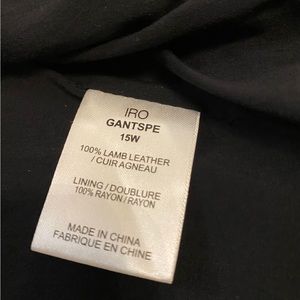 IRO
GANTSPE
15W
100% LAMB LEATHER
/ CUIR AGNEAU
LINING / DOUBLURE
100% RAYON / RAYON
MADE IN CHINA
FABRIQUE EN CHINE